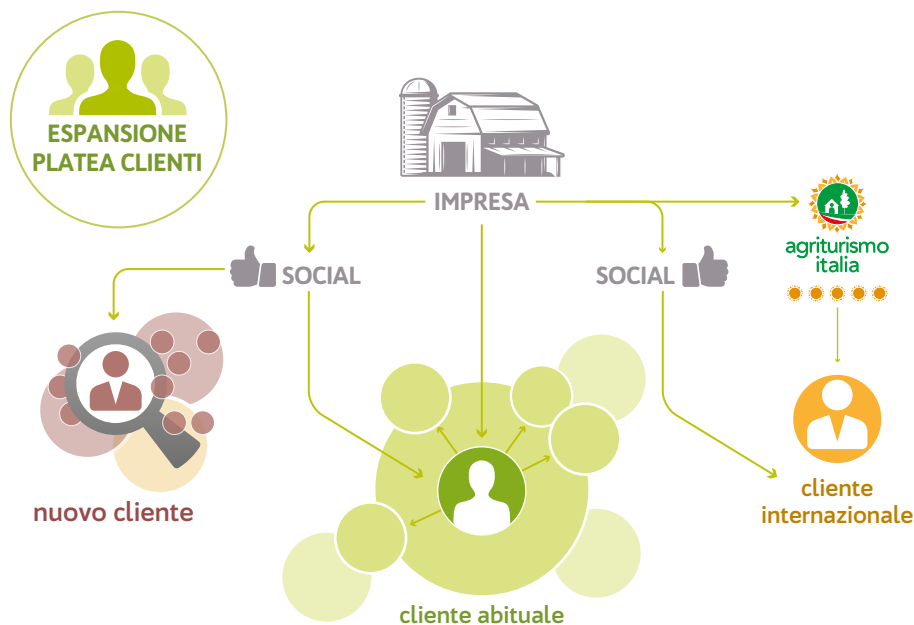 ESPANSIONE
PLATEA CLIENTI
IMPRESA
SOCIAL
SOCIAL
agriturismo
italia
nuovo cliente
cliente
internazionale
cliente abituale